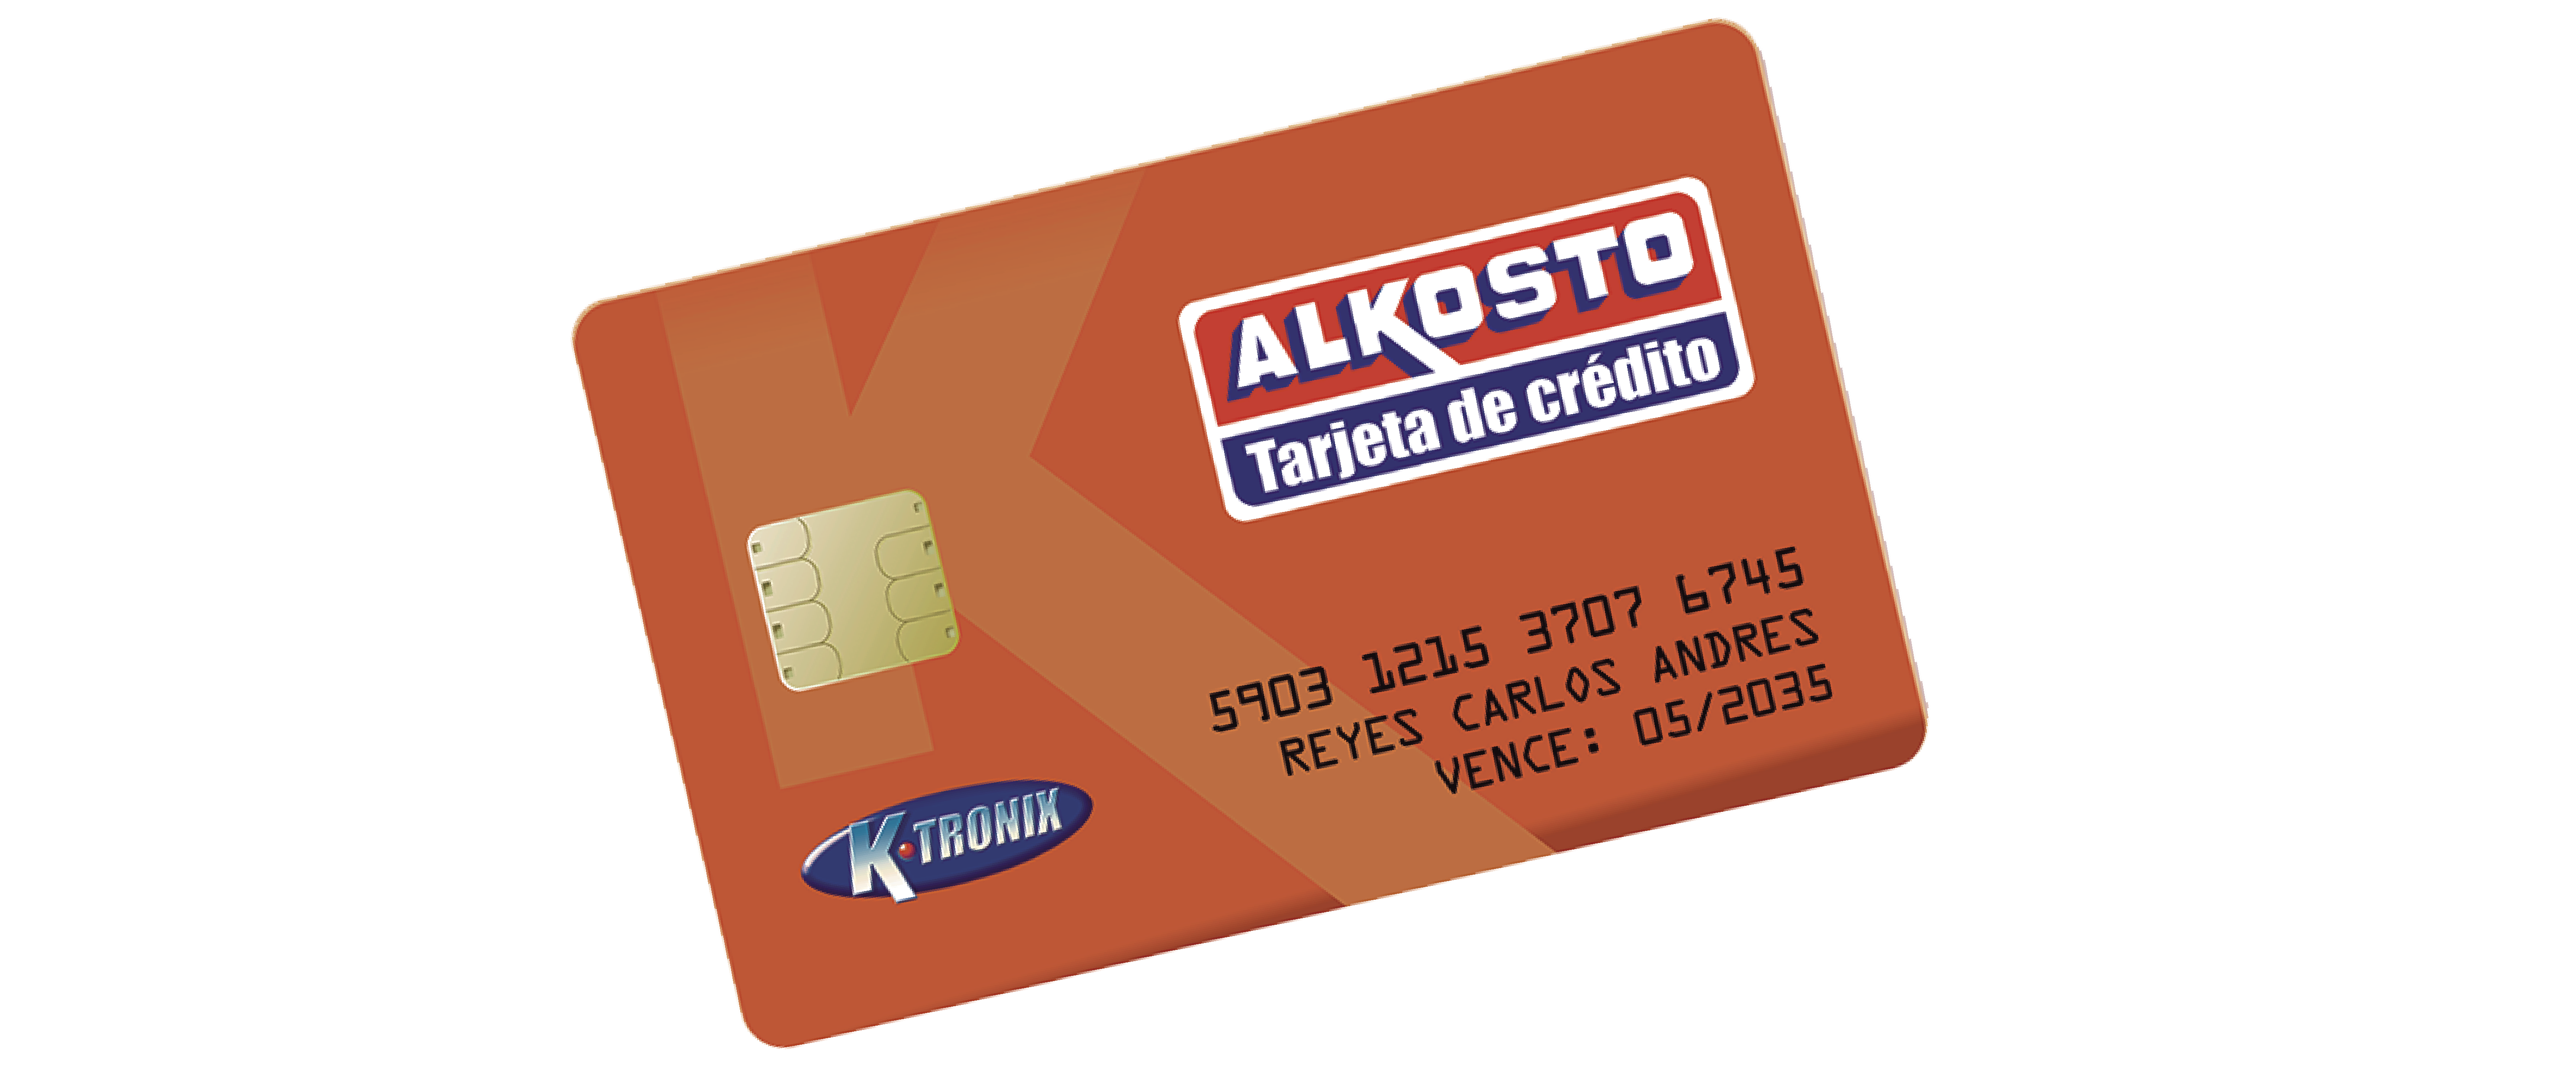 ALKOSTO
Tarjeta de crédito
5903 1215 3707 6745
REYES CARLOS ANDRES
VENCE: 05/2035
K·TRONIX